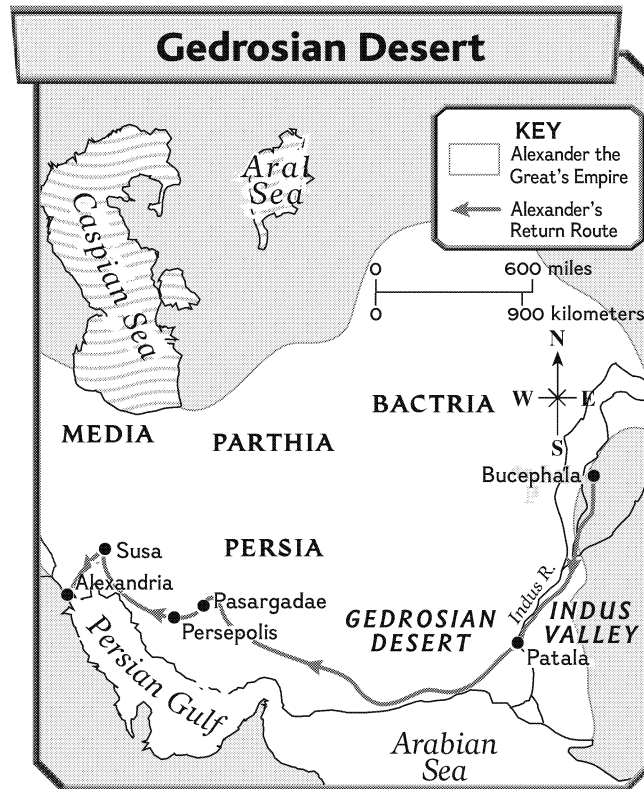 Gedrosian Desert
KEY
Alexander the
Great's Empire
Alexander's
Return Route
Aral
Sea
Caspian Sea
0
600 miles
0
900 kilometers
N
W
E
S
BACTRIA
MEDIA
PARTHIA
Bucephala
Susa
PERSIA
Alexandria
Pasargadae
Persepolis
GEDROSIAN
DESERT
Indus R.
INDUS
VALLEY
Patala
Persian Gulf
Arabian
Sea